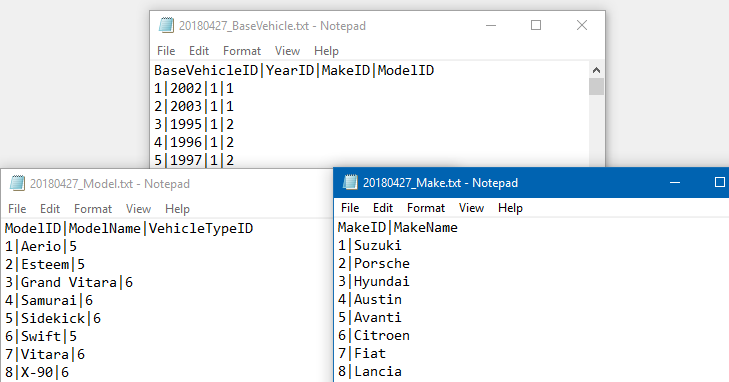 20180427_BaseVehicle.txt - Notepad
File Edit Format View Help
BaseVehicleID|YearID|MakeID|ModelID
1|2002|1|1
2|2003|1|1
3|1995|1|2
4|1996|1|2
5|1997|1|2
20180427_Model.txt - Notepad
File Edit Format View Help
ModelID|ModelName|VehicleTypeID
1|Aerio|5
2|Esteem|5
3|Grand Vitara|6
4|Samurai|6
5|Sidekick|6
6|Swift|5
7|Vitara|6
8|X-90|6
20180427_Make.txt - Notepad
File Edit Format View Help
MakeID|MakeName
1|Suzuki
2|Porsche
3|Hyundai
4|Austin
5|Avanti
6|Citroen
7|Fiat
8|Lancia